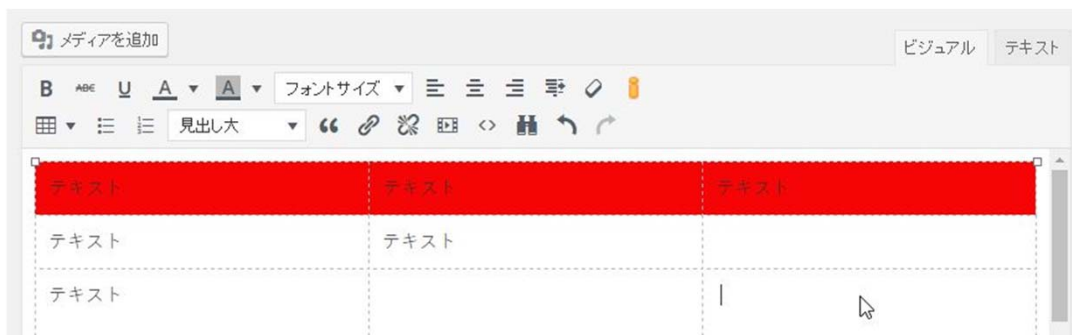 メディアを追加
ビジュアル テキスト
B ABC U A A フォントサイズ
見出し大
テキスト テキスト テキスト
テキスト テキスト
テキスト